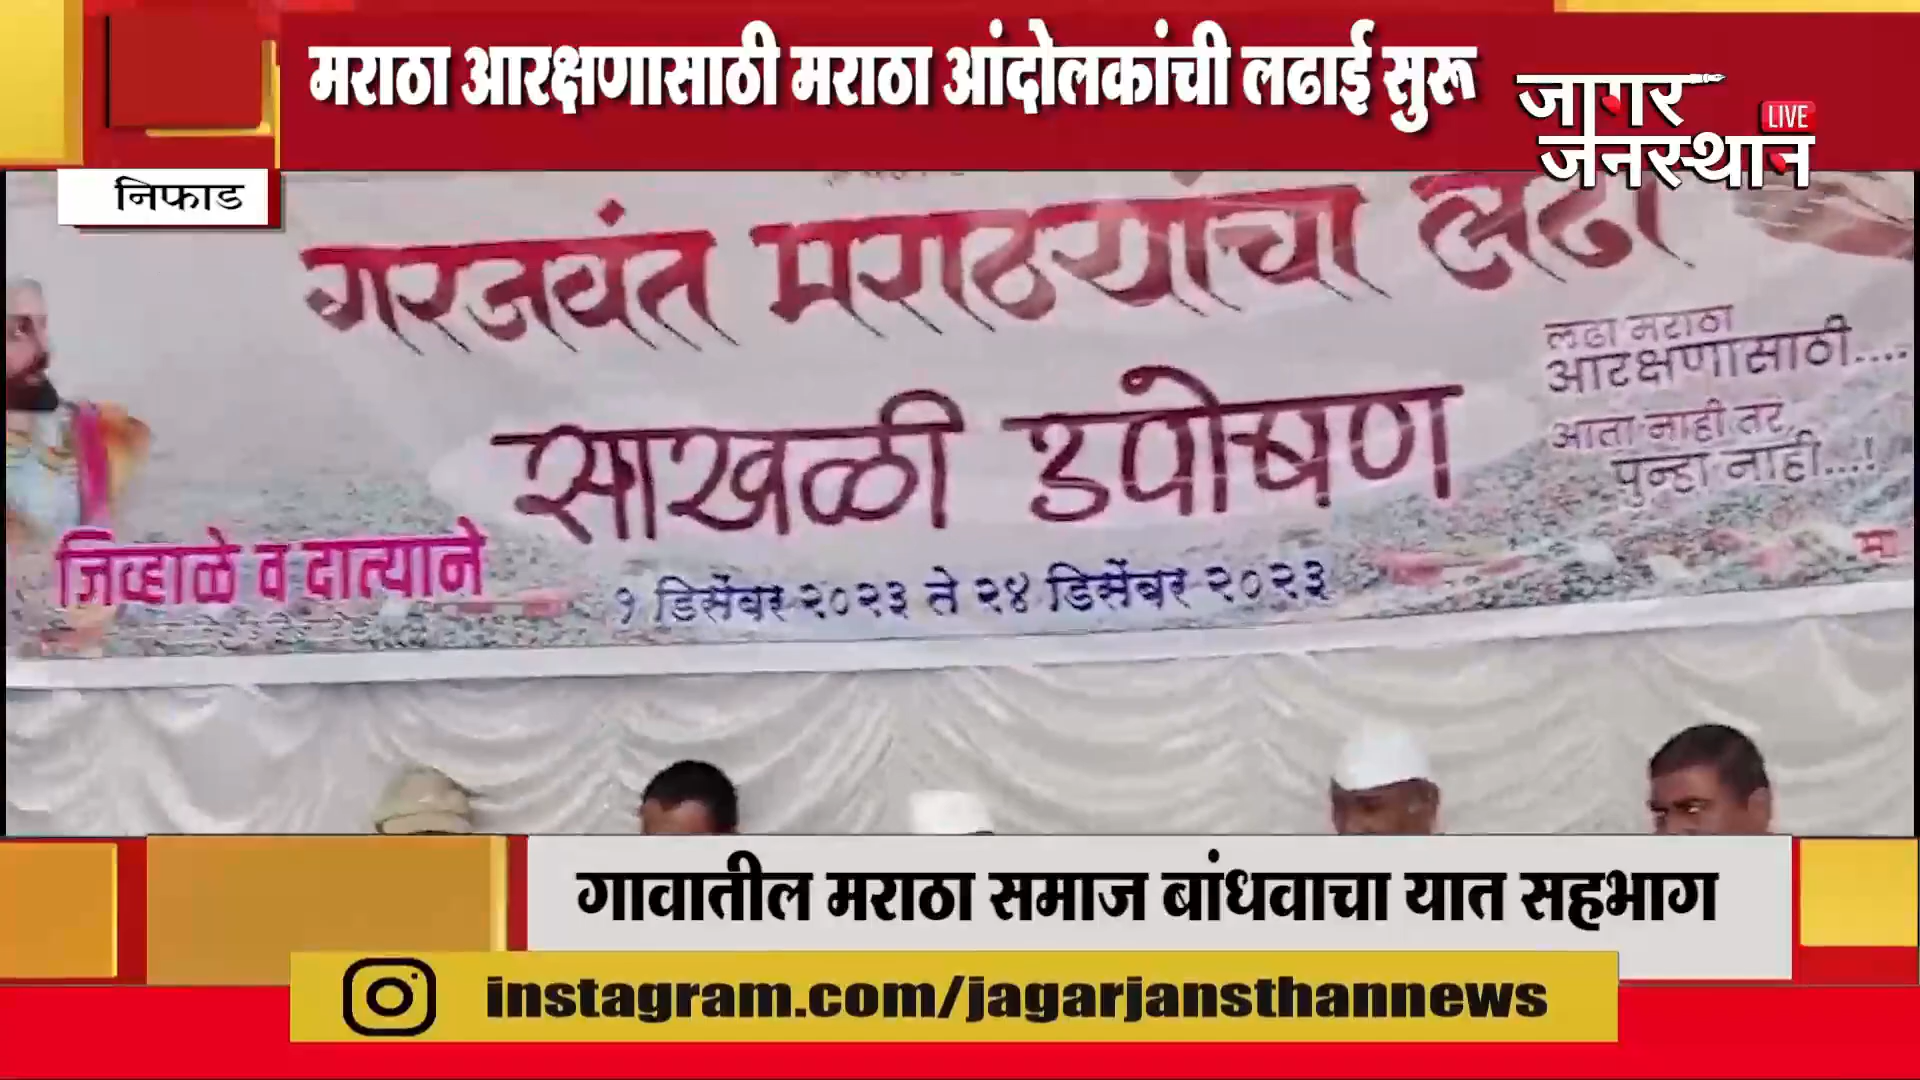 मराठा आरक्षणासाठी मराठा आंदोलकांची लढाई सुरू
जागर
LIVE
जनस्थान
निफाड
गरजवंत मराठ्यांचा लढा
लढा मराठा
आरक्षणासाठी....
साखळी उपोषण
आता नाही तर,
पुन्हा नाही...!
जिव्हाळे व दात्याने
१ डिसेंबर २०२३ ते २४ डिसेंबर २०२३
गावातील मराठा समाज बांधवाचा यात सहभाग
instagram.com/jagarjansthannews